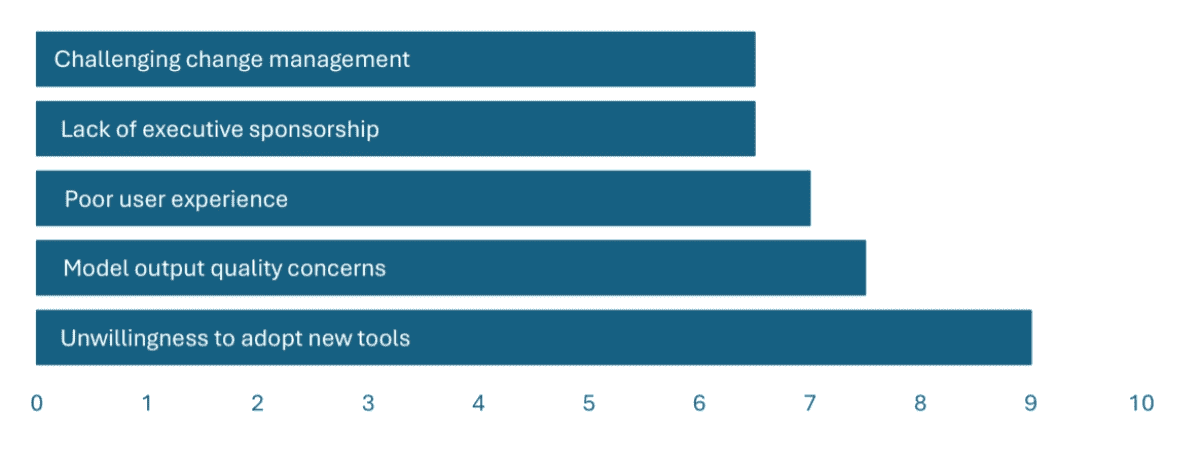 Challenging change management
Lack of executive sponsorship
Poor user experience
Model output quality concerns
Unwillingness to adopt new tools
0 1 2 3 4 5 6 7 8 9 10